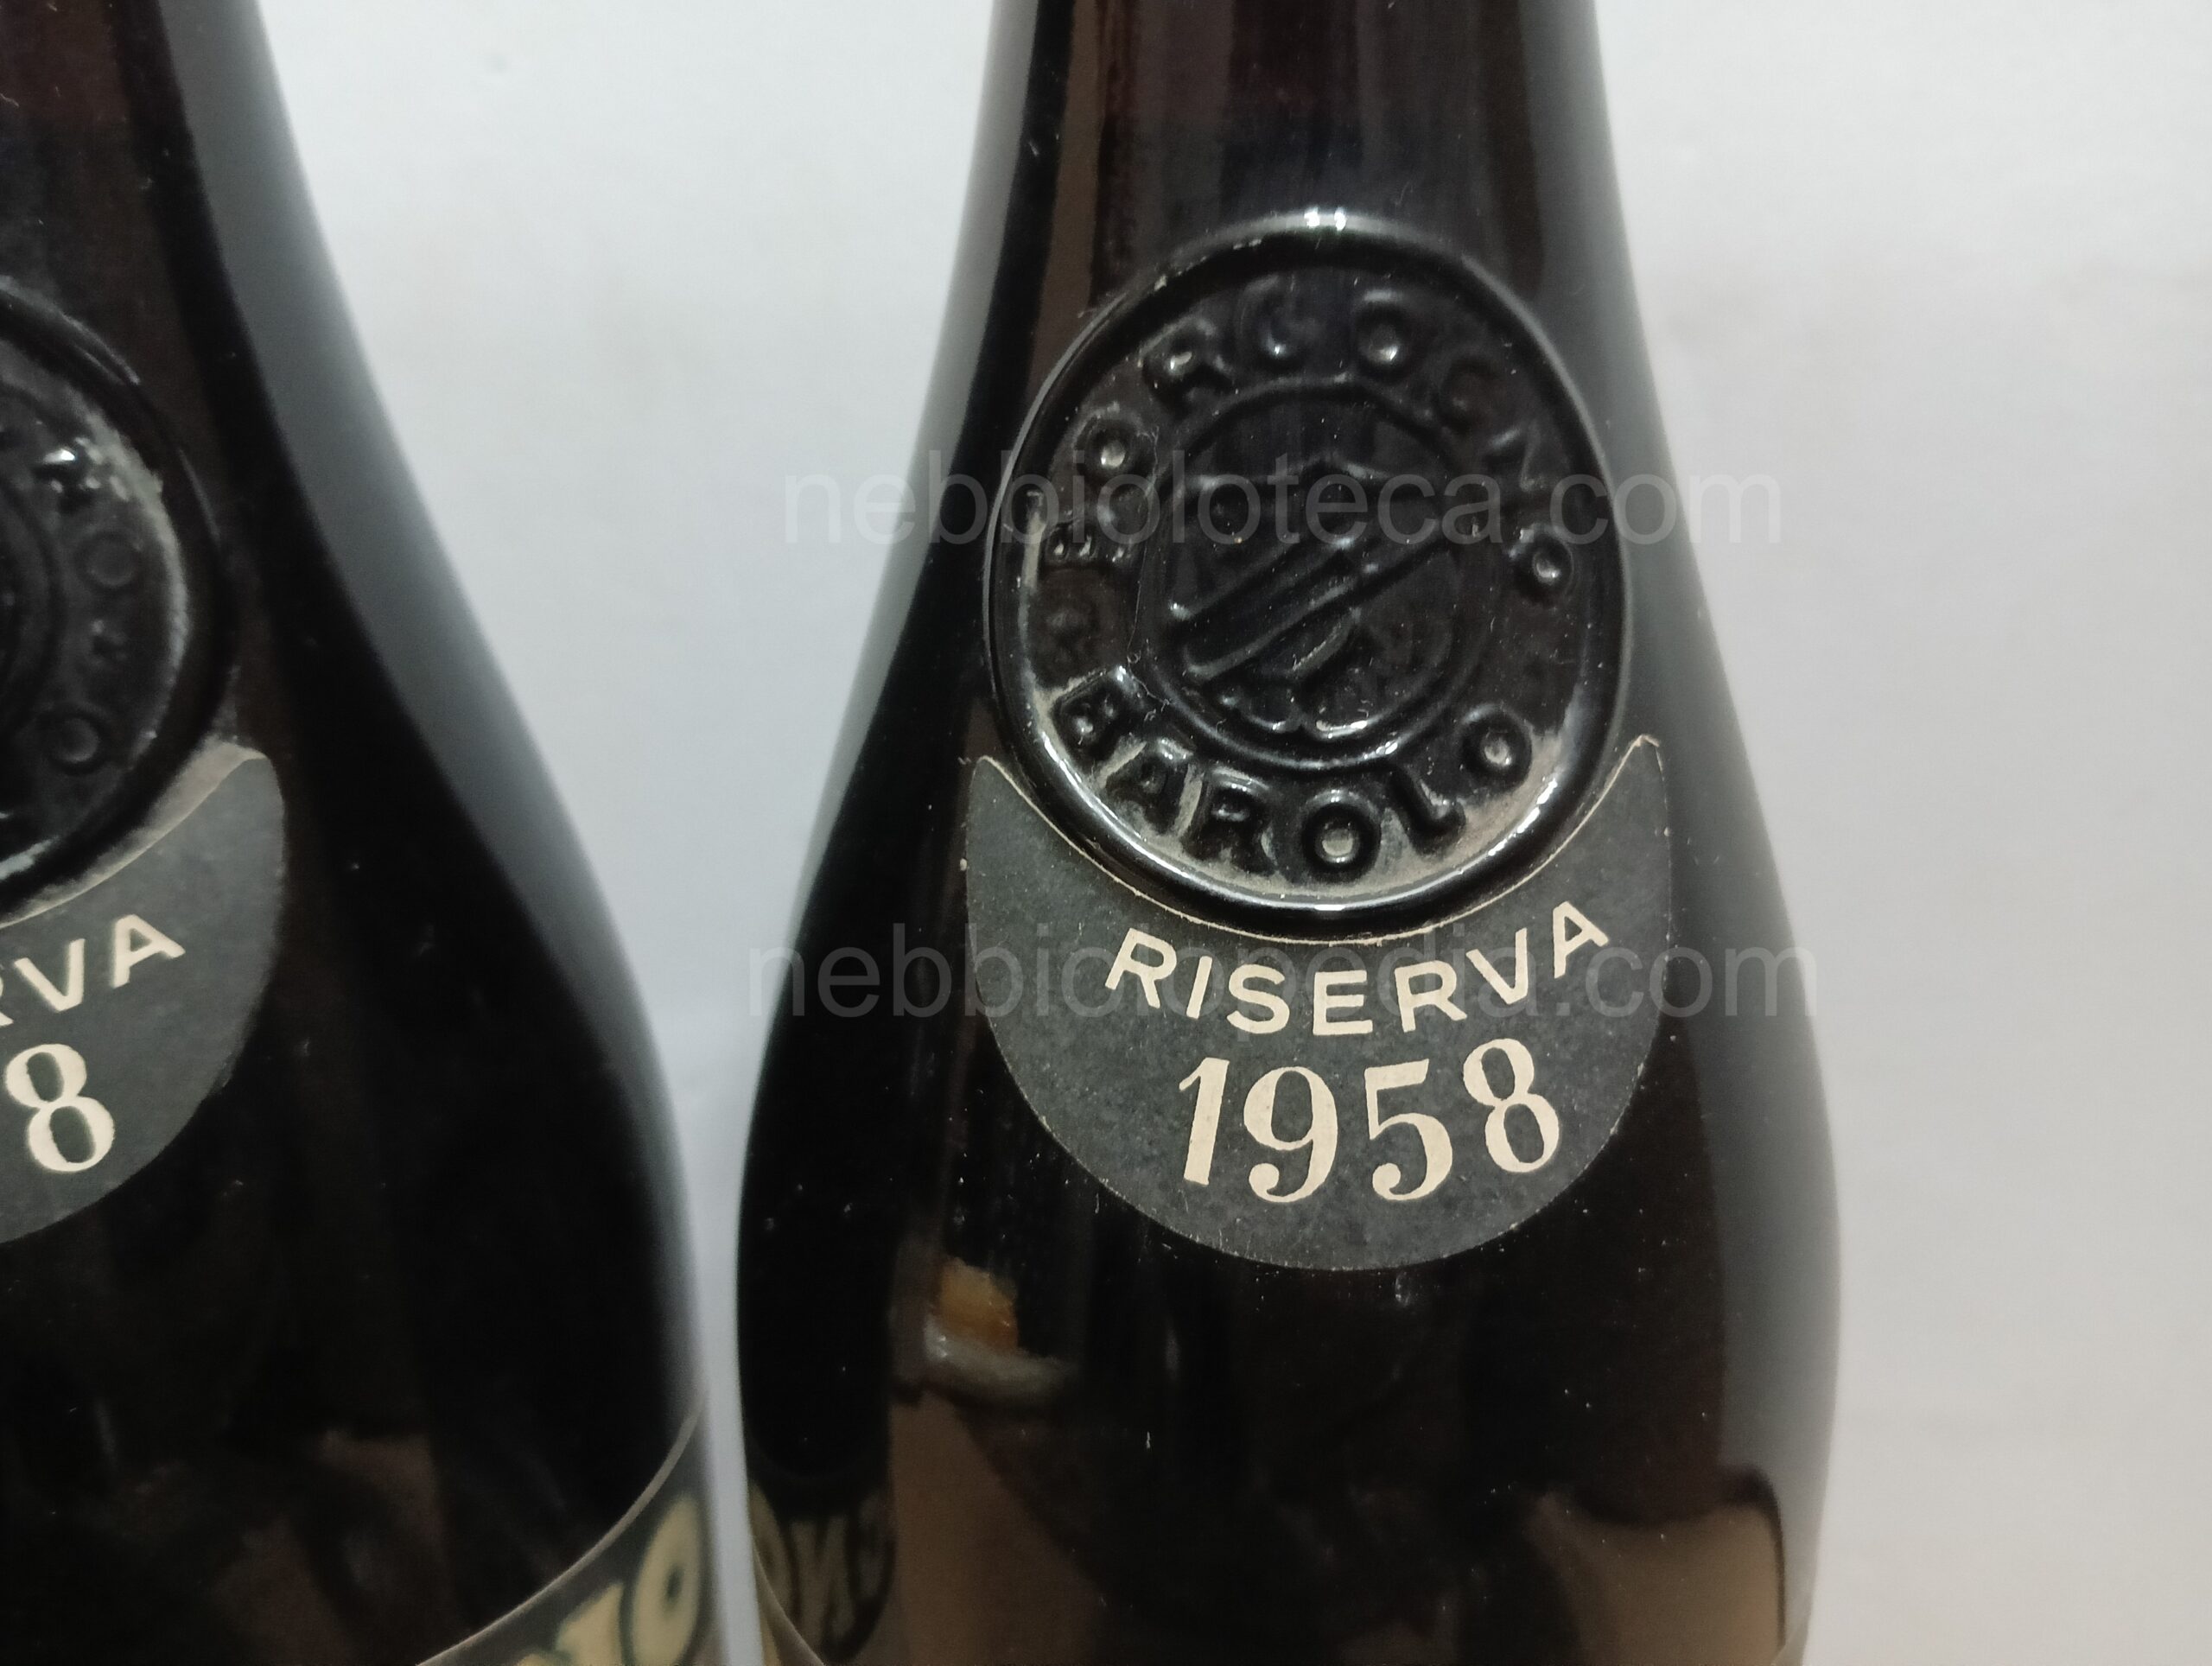 BORGOGNO
BAROLO
RISERVA
1958
RVA
8
nebbioloteca.com
nebbiolopedia.com